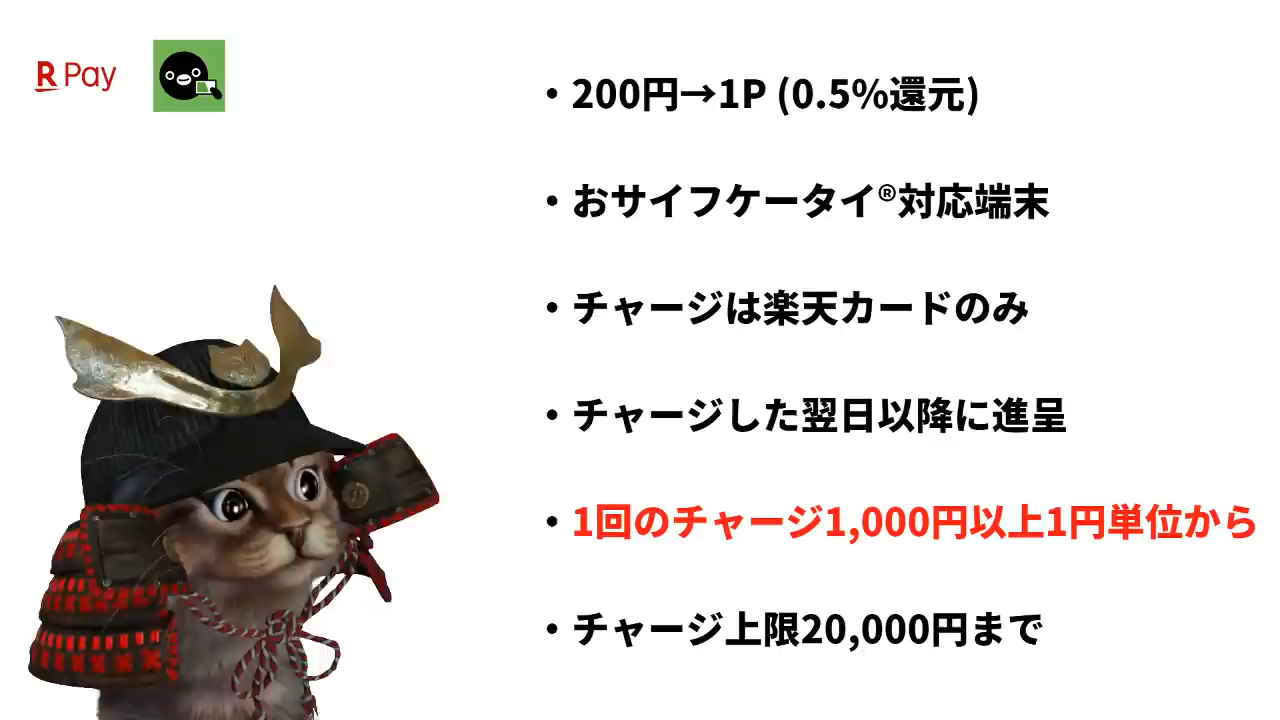 R Pay
・200円→1P (0.5%還元)
・おサイフケータイ®対応端末
・チャージは楽天カードのみ
・チャージした翌日以降に進呈
・1回のチャージ1,000円以上1円単位から
・チャージ上限20,000円まで